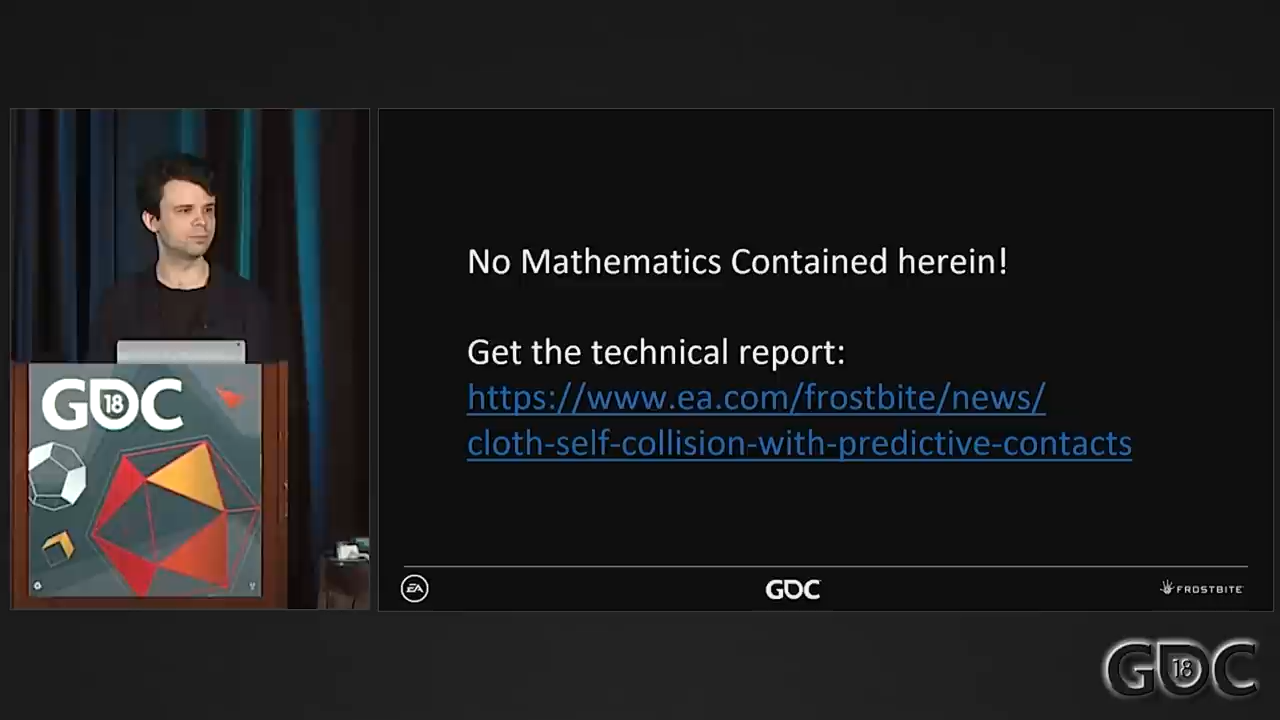 No Mathematics Contained herein!
Get the technical report:
https://www.ea.com/frostbite/news/
cloth-self-collision-with-predictive-contacts
EA
GDC
FROSTBITE
GDC 18
GDC 18